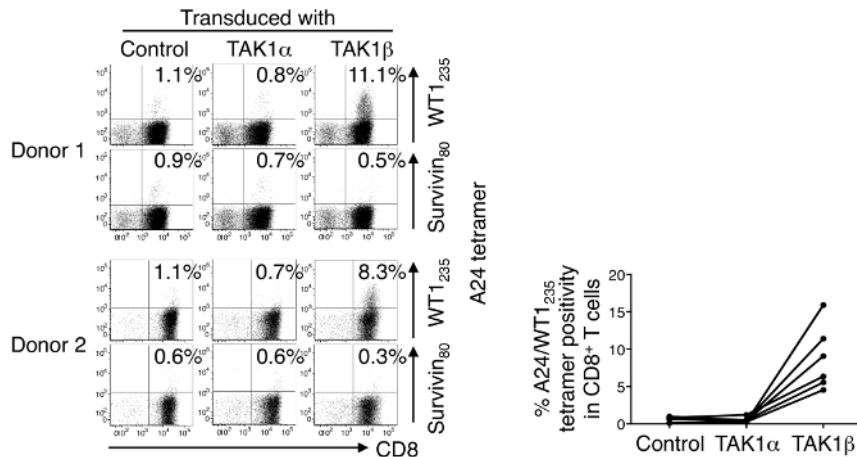 Transduced with
Control TAK1α TAK1β
1.1% 0.8% 11.1%
WT1235
Donor 1
0.9% 0.7% 0.5%
Survivin80
A24 tetramer
1.1% 0.7% 8.3%
WT1235
Donor 2
0.6% 0.6% 0.3%
Survivin80
CD8
% A24/WT1235
tetramer positivity
in CD8+ T cells
20
15
10
5
0
Control TAK1α TAK1β